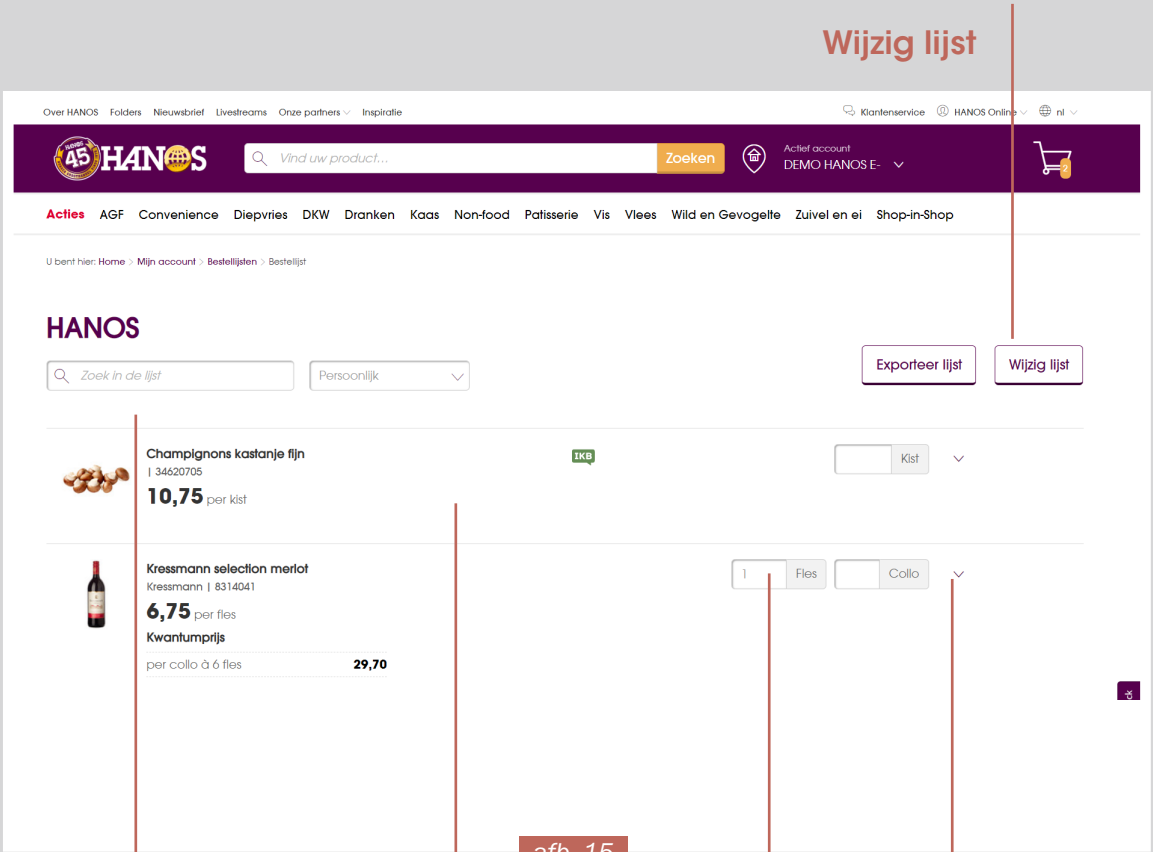 Wijzig lijst
Over HANOS Folders Nieuwsbrief Livestreams Onze partners Inspiratie Klantenservice HANOS Online nl
HANOS 45 HANOS Vind uw product... Zoeken Actief account
DEMO HANOS E- 2
Acties AGF Convenience Diepvries DKW Dranken Kaas Non-food Patisserie Vis Vlees Wild en Gevogelte Zuivel en ei Shop-in-Shop
U bent hier: Home > Mijn account > Bestellijsten > Bestellijst
HANOS
Zoek in de lijst Persoonlijk Exporteer lijst Wijzig lijst
Champignons kastanje fijn IKB Kist
| 34620705
10,75 per kist
Kressmann selection merlot 1 Fles Collo
Kressmann | 8314041
6,75 per fles
Kwantumprijs
per collo à 6 fles 29,70
afb. 15